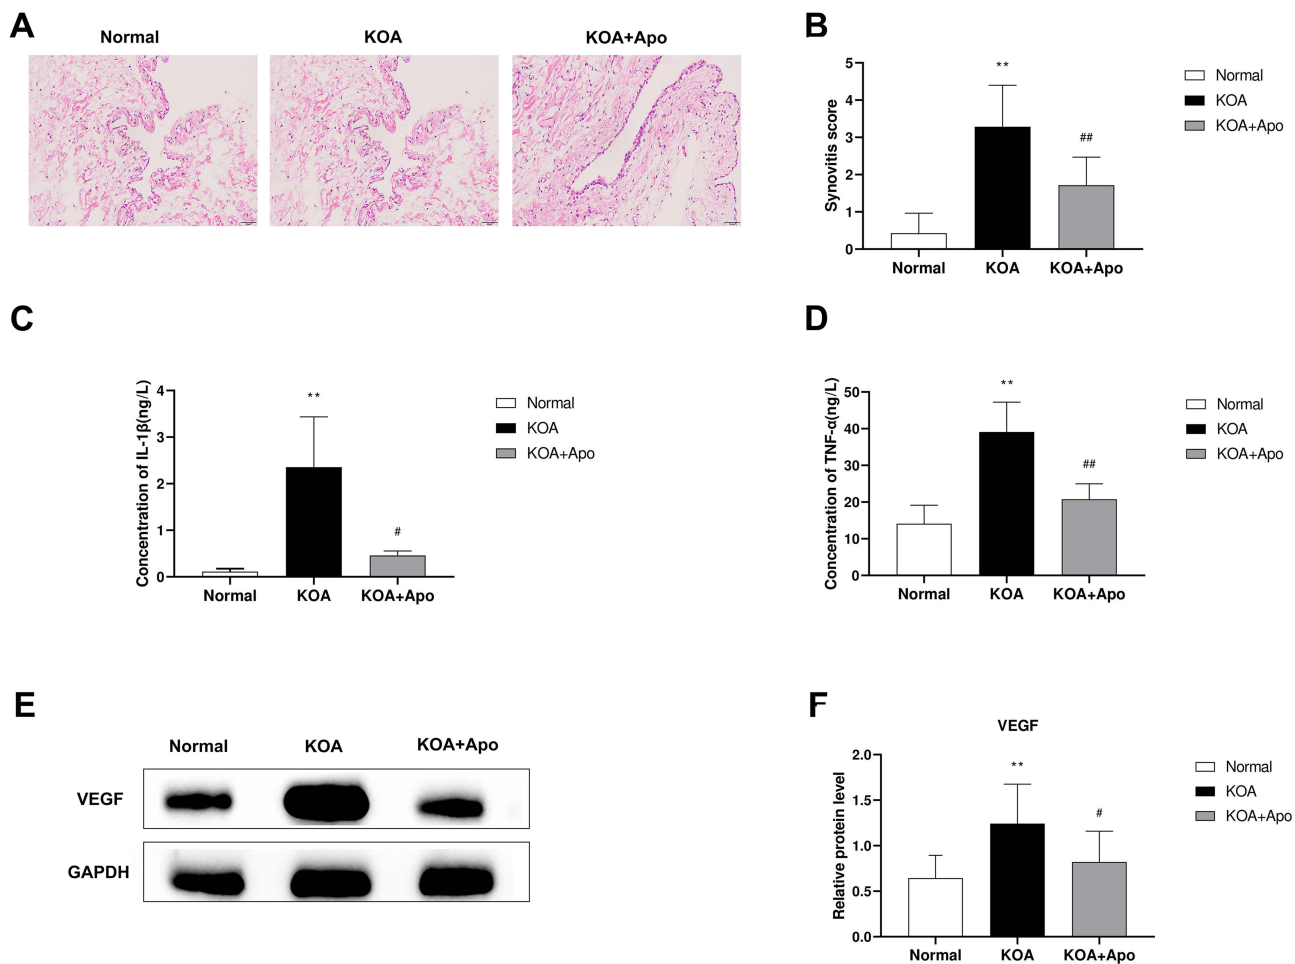 A
Normal
KOA
KOA+Apo
B
Synovitis score
5
4
3
2
1
0
**
##
Normal
KOA
KOA+Apo
Normal
KOA
KOA+Apo
C
Concentration of IL-1β(ng/L)
4
3
2
1
0
**
#
Normal
KOA
KOA+Apo
Normal
KOA
KOA+Apo
D
Concentration of TNF-α(ng/L)
50
40
30
20
10
0
**
##
Normal
KOA
KOA+Apo
Normal
KOA
KOA+Apo
E
Normal
KOA
KOA+Apo
VEGF
GAPDH
F
VEGF
Relative protein level
2.0
1.5
1.0
0.5
0.0
**
#
Normal
KOA
KOA+Apo
Normal
KOA
KOA+Apo